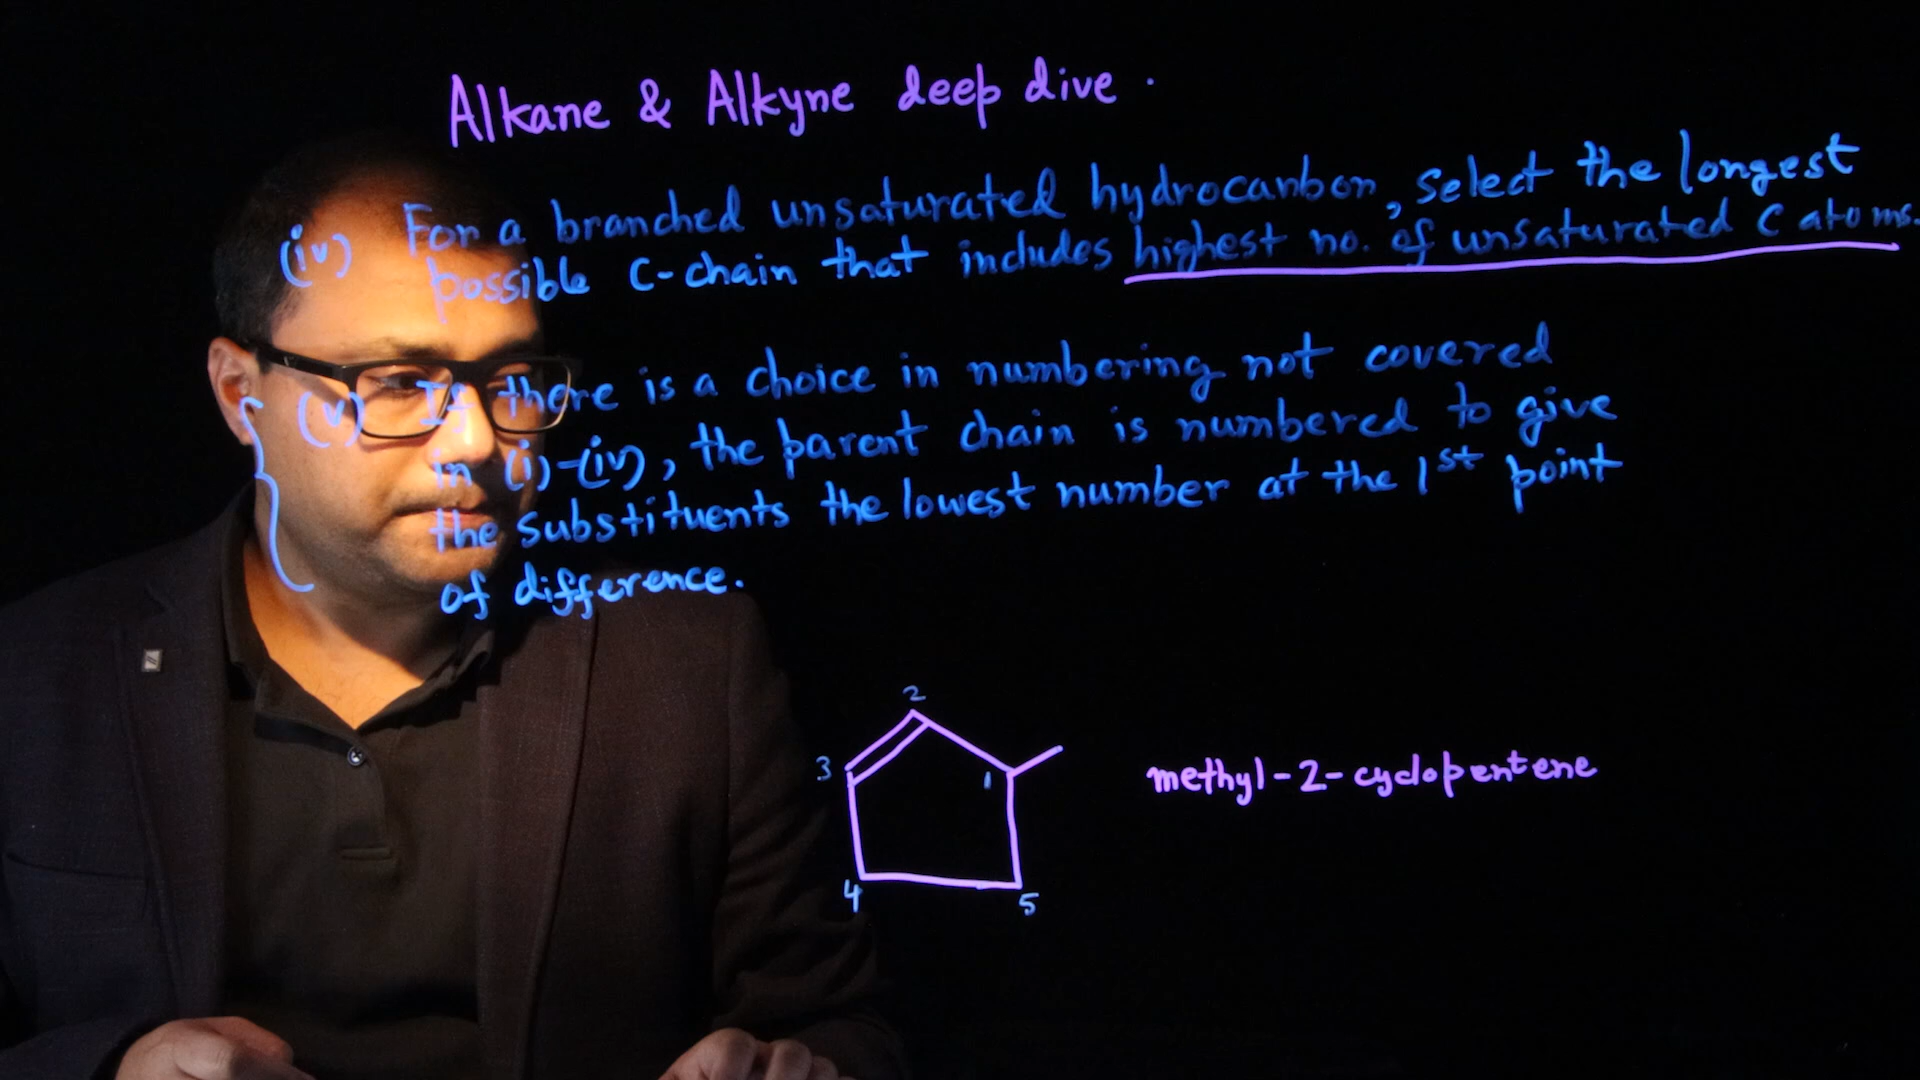 Alkane & Alkyne deep dive.
(iv) For a branched unsaturated hydrocarbon, select the longest
possible C-chain that includes highest no. of unsaturated C atoms.
(v) If there is a choice in numbering not covered
in (i)-(iv), the parent chain is numbered to give
the substituents the lowest number at the 1st point
of difference.
2
3
1
methyl-2-cyclopentene
4
5